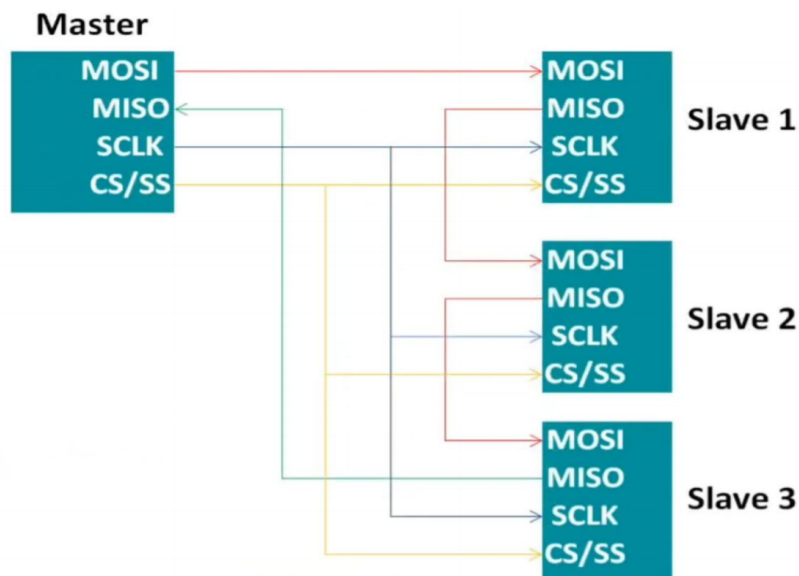 Master
MOSI
MISO
SCLK
CS/SS
MOSI
MISO
SCLK
CS/SS
Slave 1
MOSI
MISO
SCLK
CS/SS
Slave 2
MOSI
MISO
SCLK
CS/SS
Slave 3